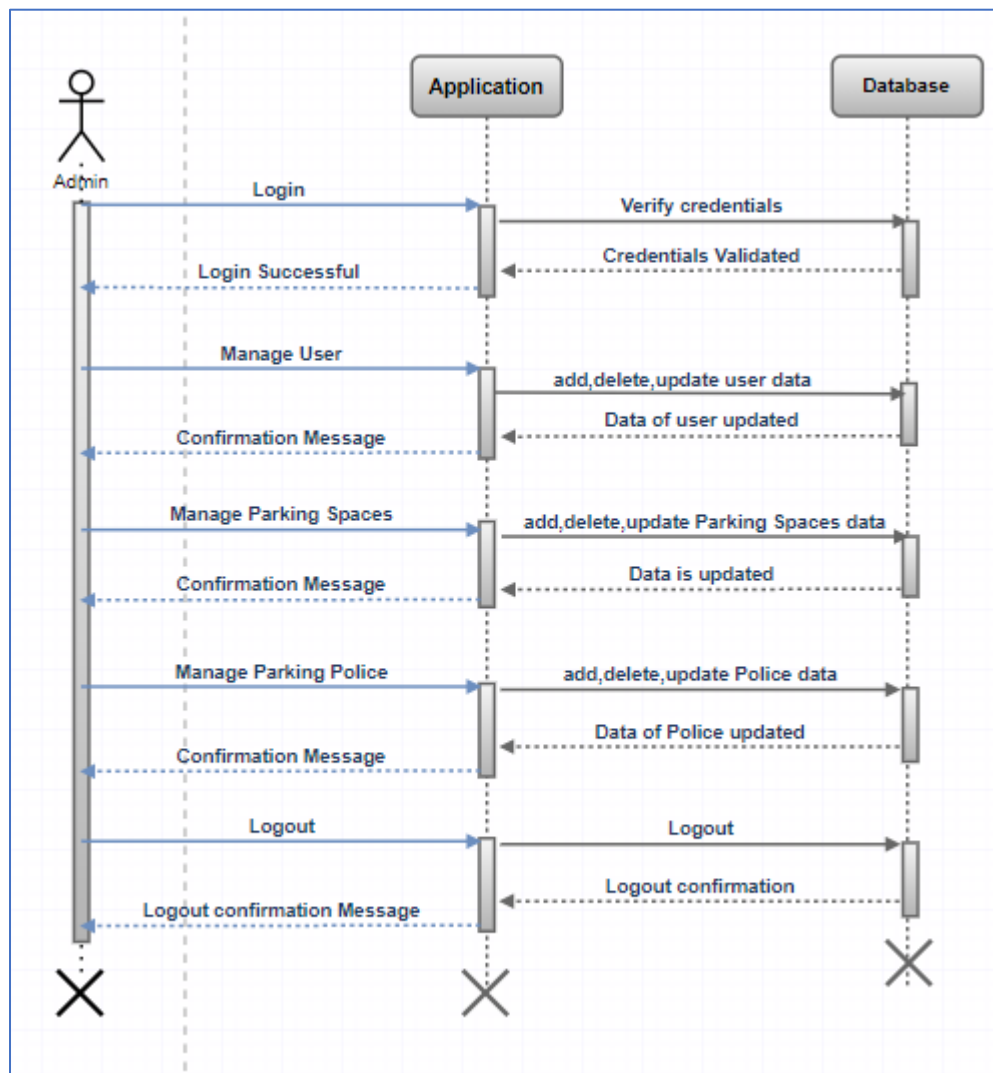 Application
Database
Admin
Login
Verify credentials
Credentials Validated
Login Successful
Manage User
add,delete,update user data
Data of user updated
Confirmation Message
Manage Parking Spaces
add,delete,update Parking Spaces data
Data is updated
Confirmation Message
Manage Parking Police
add,delete,update Police data
Data of Police updated
Confirmation Message
Logout
Logout
Logout confirmation
Logout confirmation Message